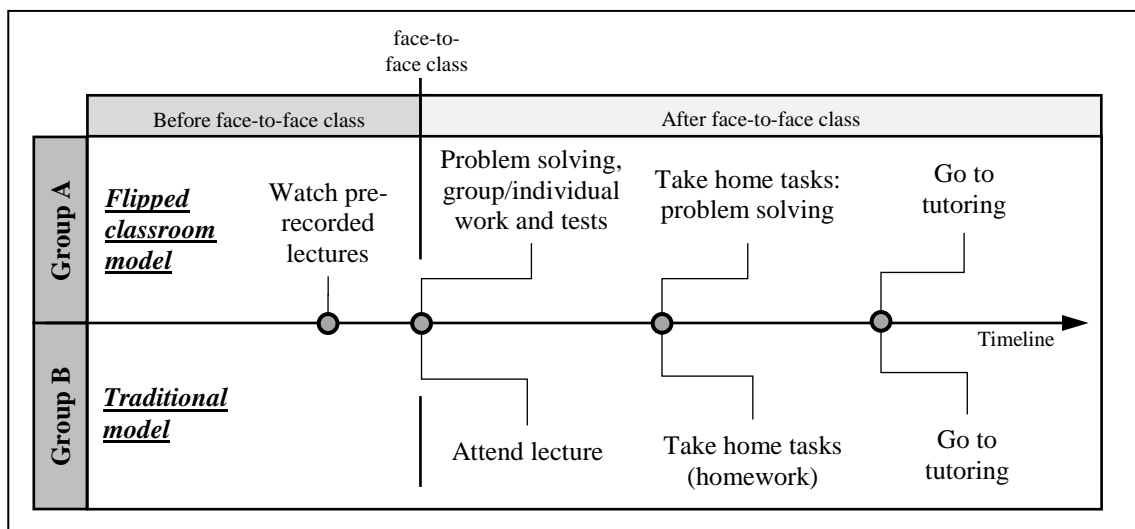 face-to-
face class
Before face-to-face class
After face-to-face class
Group A
Flipped
classroom
model
Watch pre-
recorded
lectures
Problem solving,
group/individual
work and tests
Take home tasks:
problem solving
Go to
tutoring
Timeline
Group B
Traditional
model
Attend lecture
Take home tasks
(homework)
Go to
tutoring